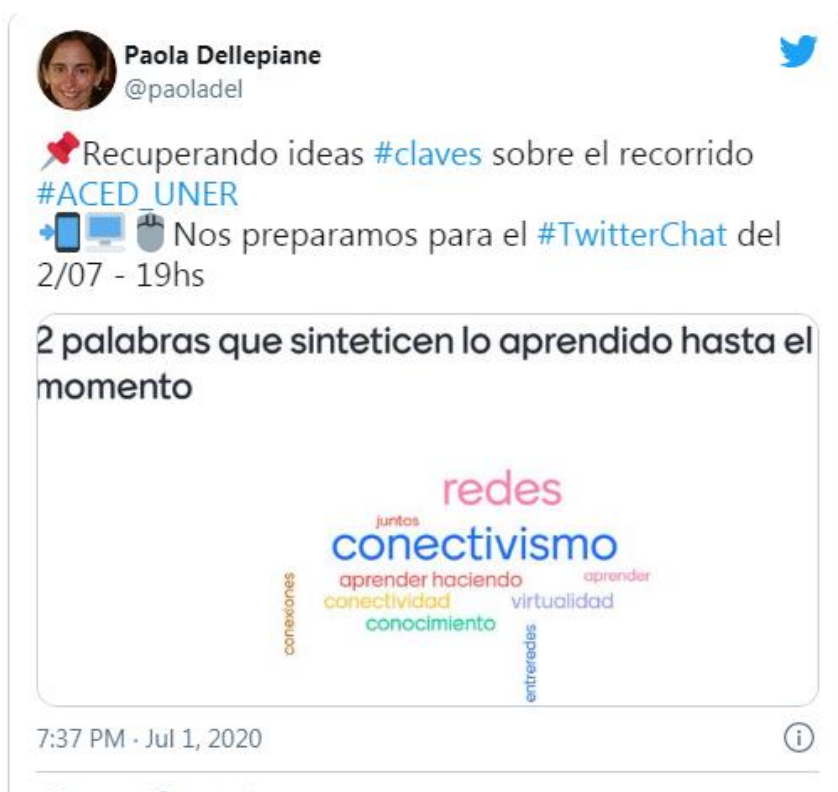 Paola Dellepiane
@paoladel
📌Recuperando ideas #claves sobre el recorrido
#ACED_UNER
📲🖥️🖱️Nos preparamos para el #TwitterChat del
2/07 - 19hs
2 palabras que sinteticen lo aprendido hasta el
momento
redes
juntos
conectivismo
aprender haciendo
aprender
conexiones
conectividad
virtualidad
conocimiento
entreredes
7:37 PM · Jul 1, 2020